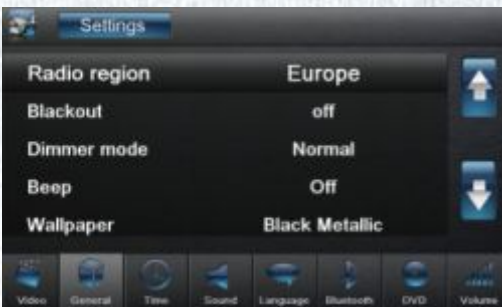 Settings
Radio region Europe
Blackout off
Dimmer mode Normal
Beep Off
Wallpaper Black Metallic
Video General Time Sound Language Bluetooth DVD Volume